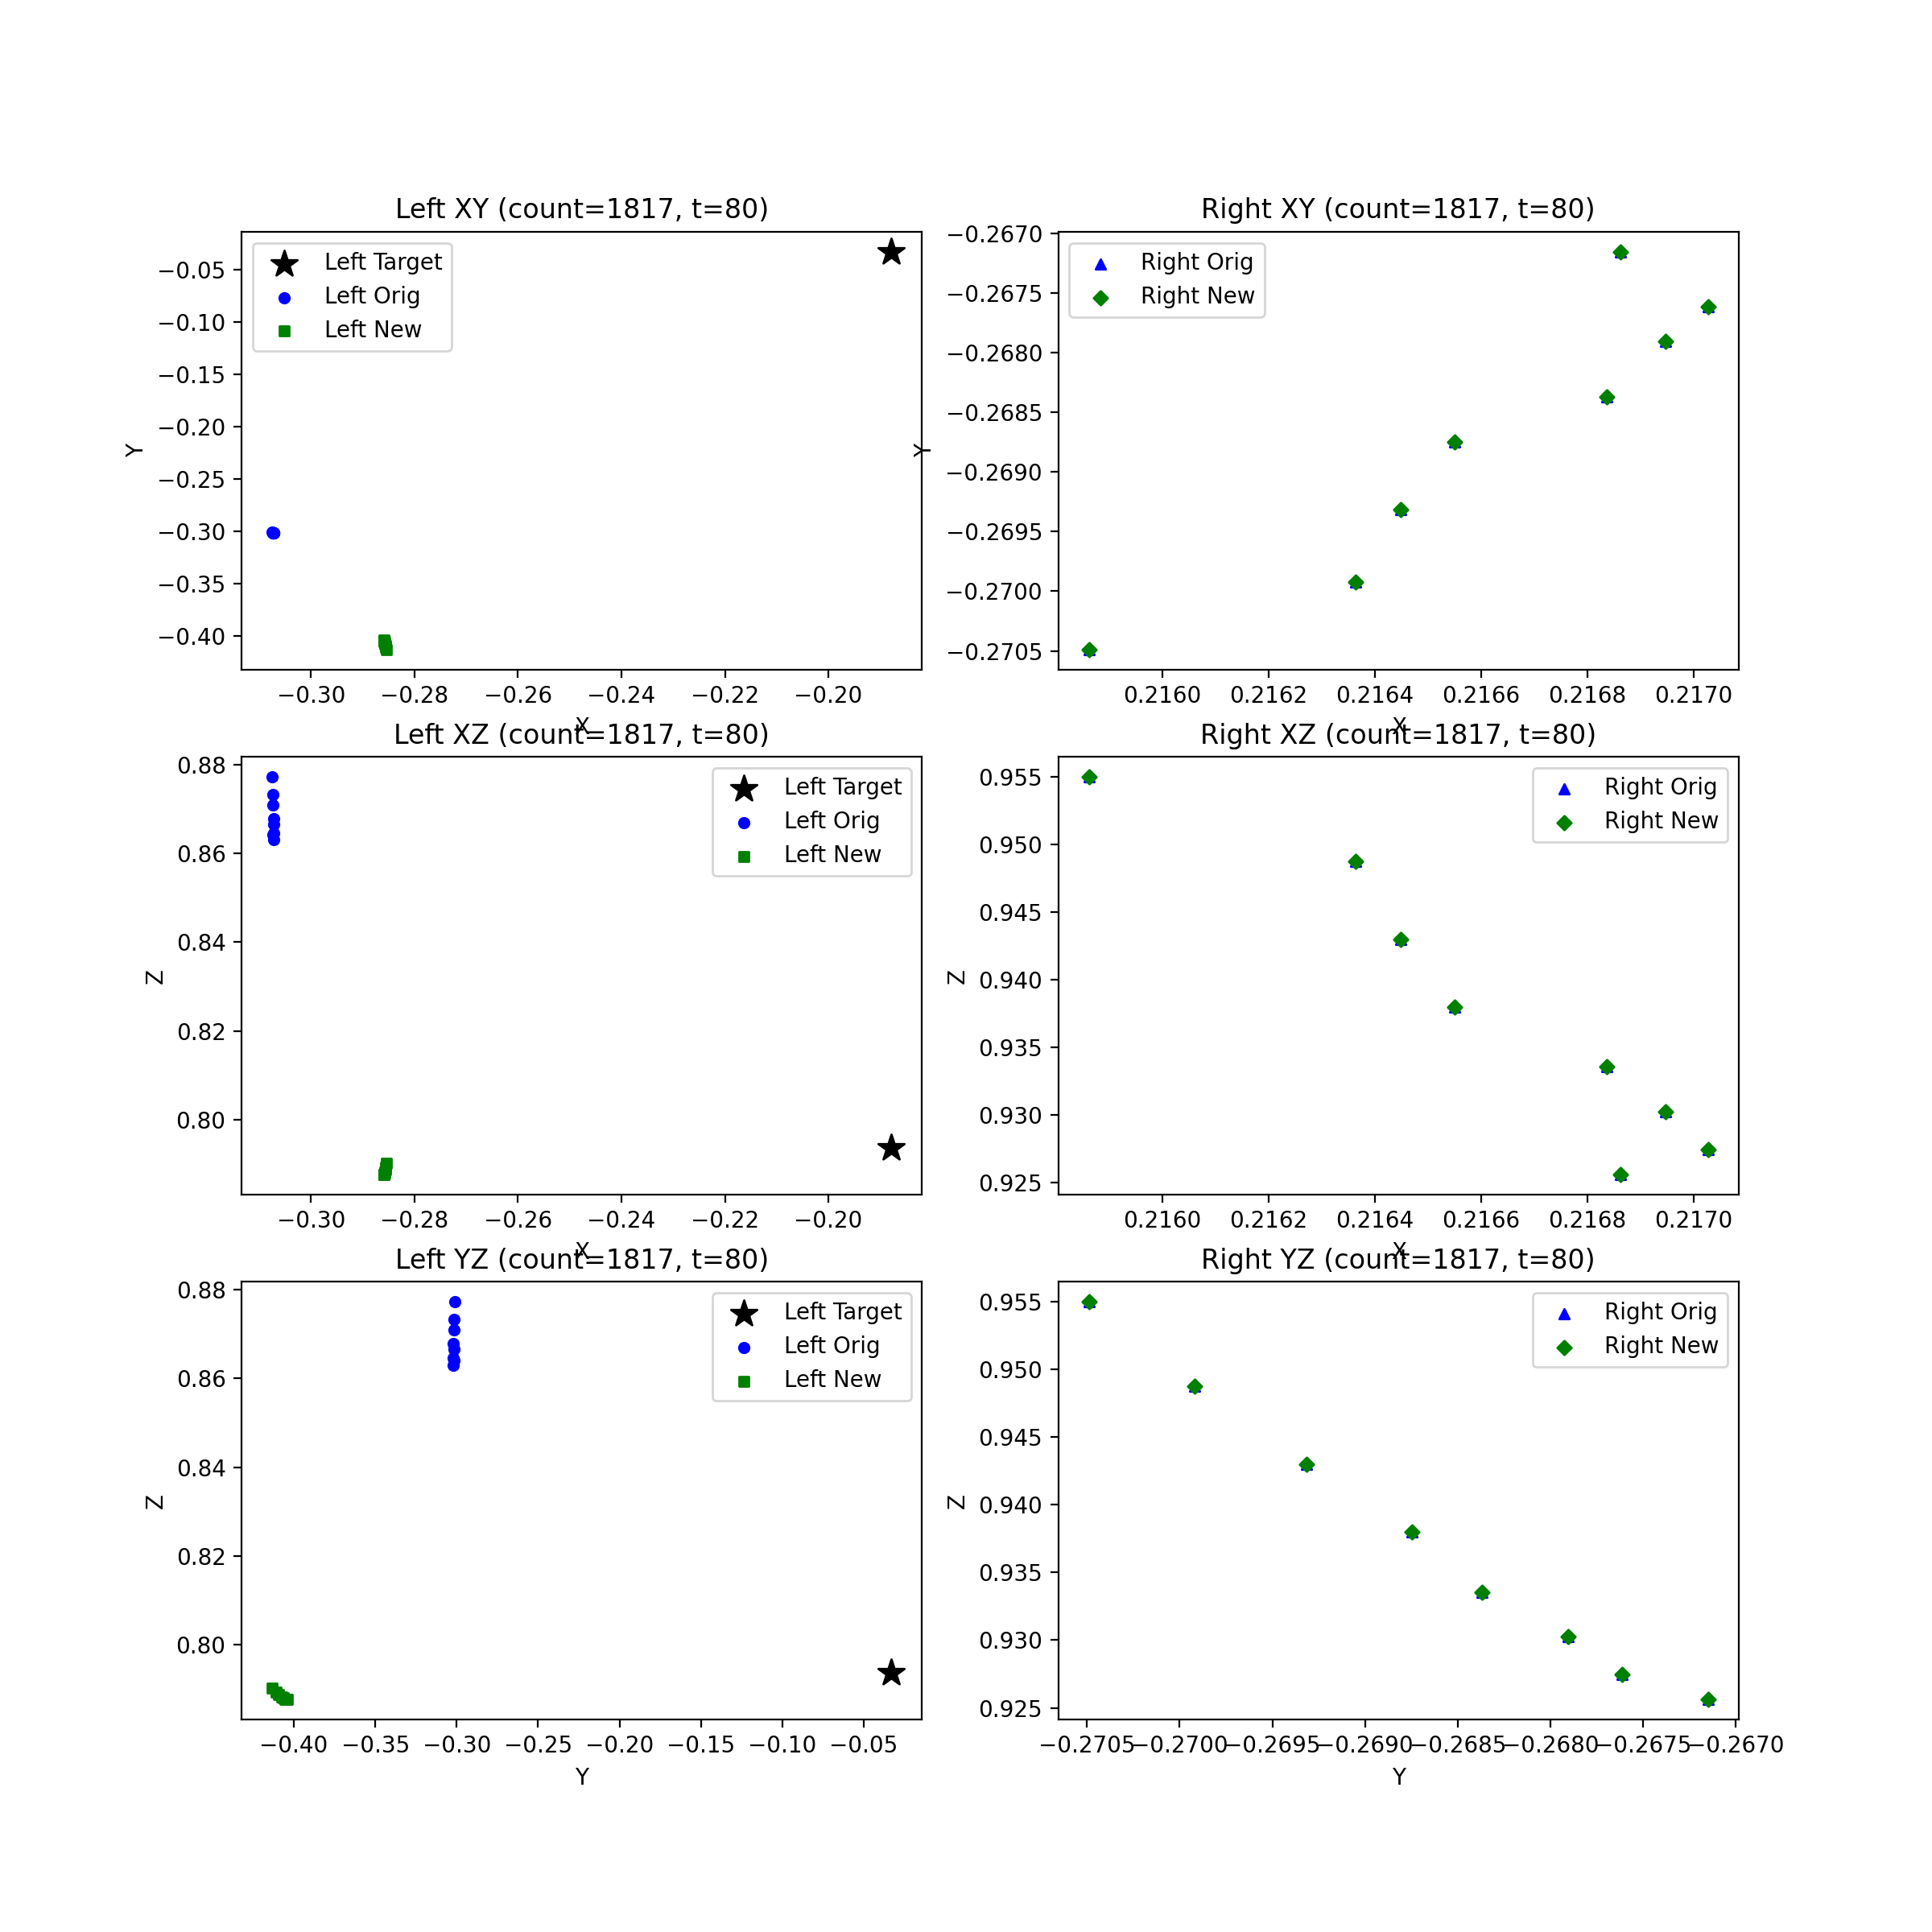 Left XY (count=1817, t=80)
Left Target
Left Orig
Left New
−0.05
−0.10
−0.15
−0.20
−0.25
−0.30
−0.35
−0.40
Y
−0.30 −0.28 −0.26 −0.24 −0.22 −0.20
X
Right XY (count=1817, t=80)
Right Orig
Right New
−0.2670
−0.2675
−0.2680
−0.2685
−0.2690
−0.2695
−0.2700
−0.2705
Y
0.2160 0.2162 0.2164 0.2166 0.2168 0.2170
X
Left XZ (count=1817, t=80)
Left Target
Left Orig
Left New
0.88
0.86
0.84
0.82
0.80
Z
−0.30 −0.28 −0.26 −0.24 −0.22 −0.20
X
Right XZ (count=1817, t=80)
Right Orig
Right New
0.955
0.950
0.945
0.940
0.935
0.930
0.925
Z
0.2160 0.2162 0.2164 0.2166 0.2168 0.2170
X
Left YZ (count=1817, t=80)
Left Target
Left Orig
Left New
0.88
0.86
0.84
0.82
0.80
Z
−0.40 −0.35 −0.30 −0.25 −0.20 −0.15 −0.10 −0.05
Y
Right YZ (count=1817, t=80)
Right Orig
Right New
0.955
0.950
0.945
0.940
0.935
0.930
0.925
Z
−0.2705 −0.2700 −0.2695 −0.2690 −0.2685 −0.2680 −0.2675 −0.2670
Y